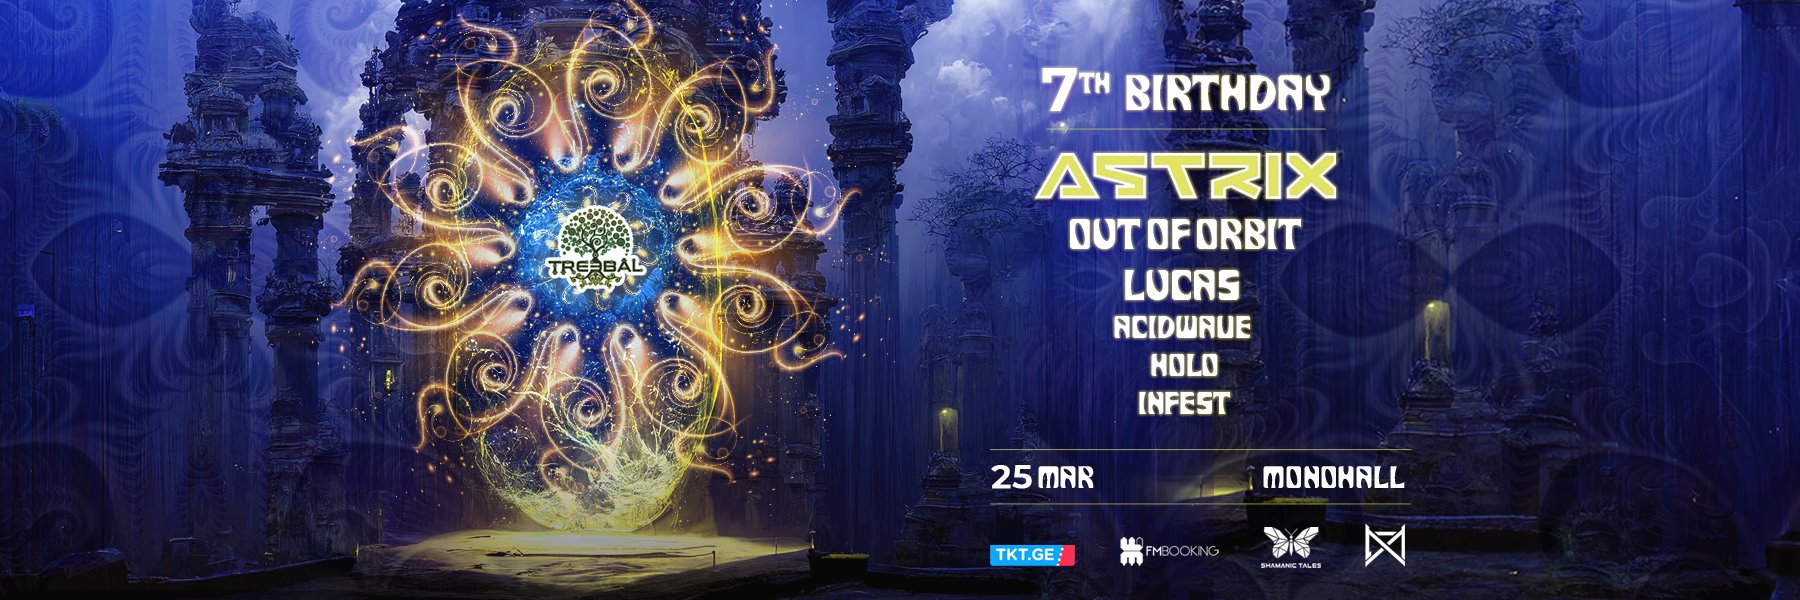 TREEBAL
7TH BIRTHDAY
ASTRIX
OUT OF ORBIT
LUCAS
ACIDWAVE
HOLO
INFEST
25 MAR
MONOHALL
TKT.GE
FMBOOKING
SHAMANIC TALES